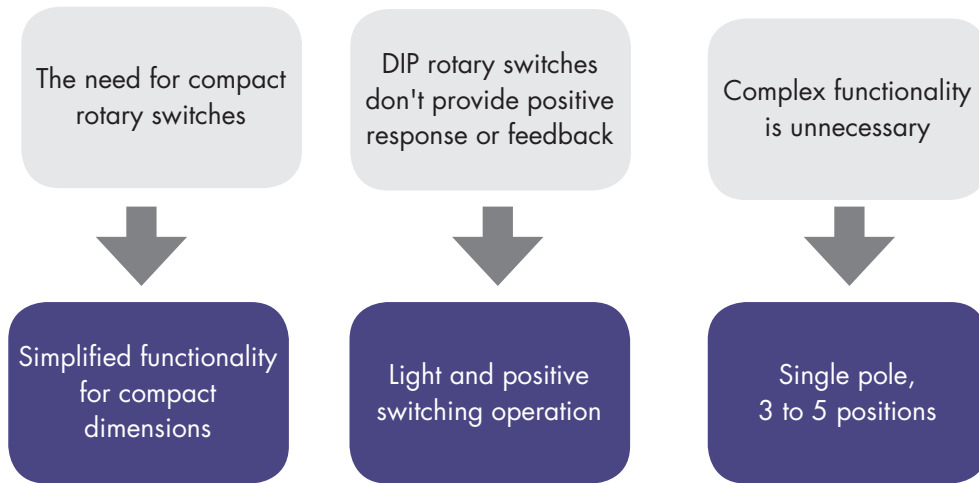 The need for compact
rotary switches
DIP rotary switches
don't provide positive
response or feedback
Complex functionality
is unnecessary
Simplified functionality
for compact
dimensions
Light and positive
switching operation
Single pole,
3 to 5 positions